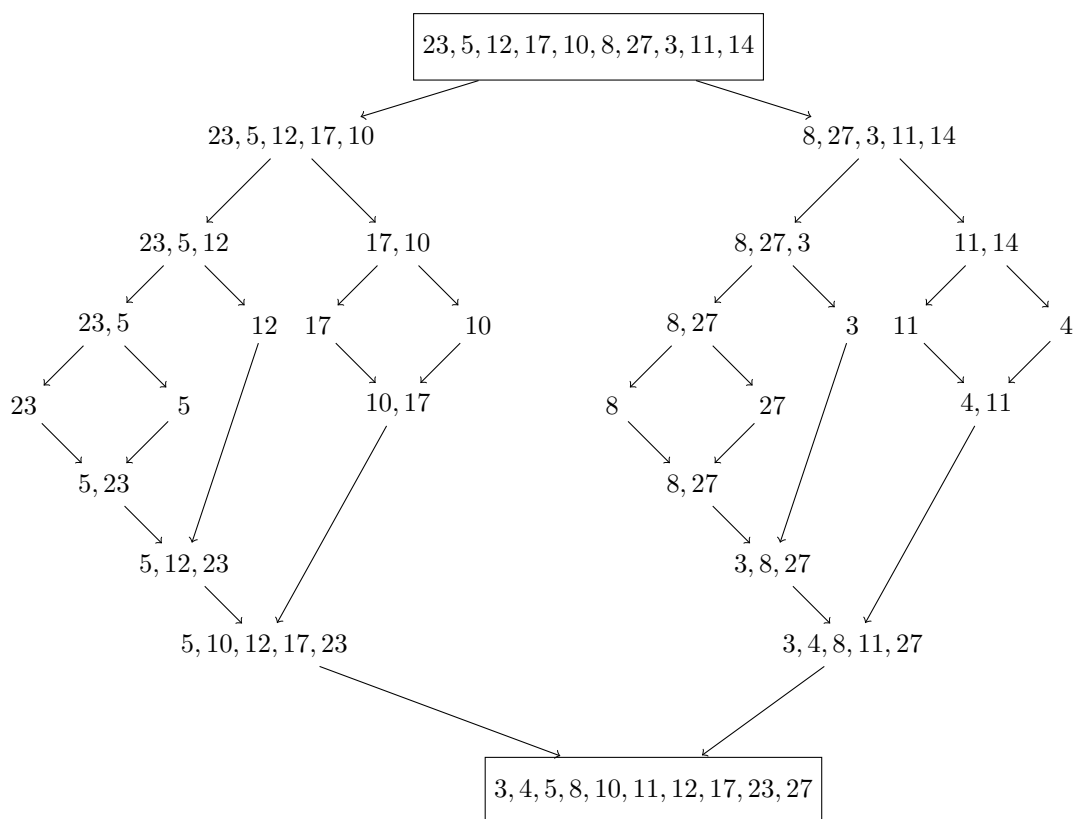 23, 5, 12, 17, 10, 8, 27, 3, 11, 14
23, 5, 12, 17, 10
8, 27, 3, 11, 14
23, 5, 12
17, 10
8, 27, 3
11, 14
23, 5
12
17
10
8, 27
3
11
4
23
5
10, 17
8
27
4, 11
5, 23
8, 27
5, 12, 23
3, 8, 27
5, 10, 12, 17, 23
3, 4, 8, 11, 27
3, 4, 5, 8, 10, 11, 12, 17, 23, 27